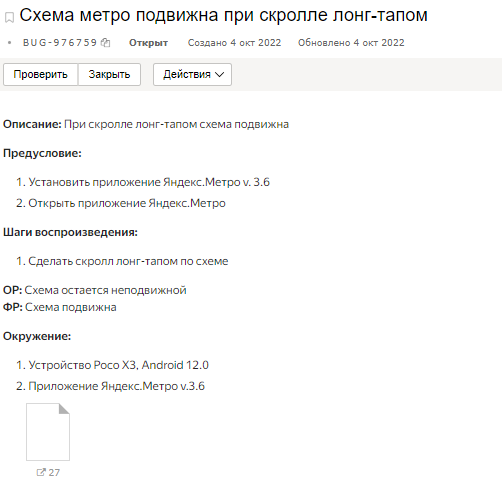 Схема метро подвижна при скролле лонг-тапом
• BUG-976759 Открыт Создано 4 окт 2022 Обновлено 4 окт 2022
Проверить Закрыть Действия
Описание: При скролле лонг-тапом схема подвижна
Предусловие:
1. Установить приложение Яндекс.Метро v. 3.6
2. Открыть приложение Яндекс.Метро
Шаги воспроизведения:
1. Сделать скролл лонг-тапом по схеме
ОР: Схема остается неподвижной
ФР: Схема подвижна
Окружение:
1. Устройство Poco X3, Android 12.0
2. Приложение Яндекс.Метро v.3.6
27